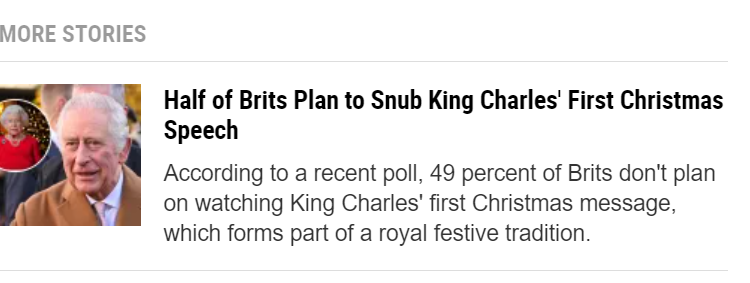 MORE STORIES
Half of Brits Plan to Snub King Charles' First Christmas
Speech
According to a recent poll, 49 percent of Brits don't plan
on watching King Charles' first Christmas message,
which forms part of a royal festive tradition.